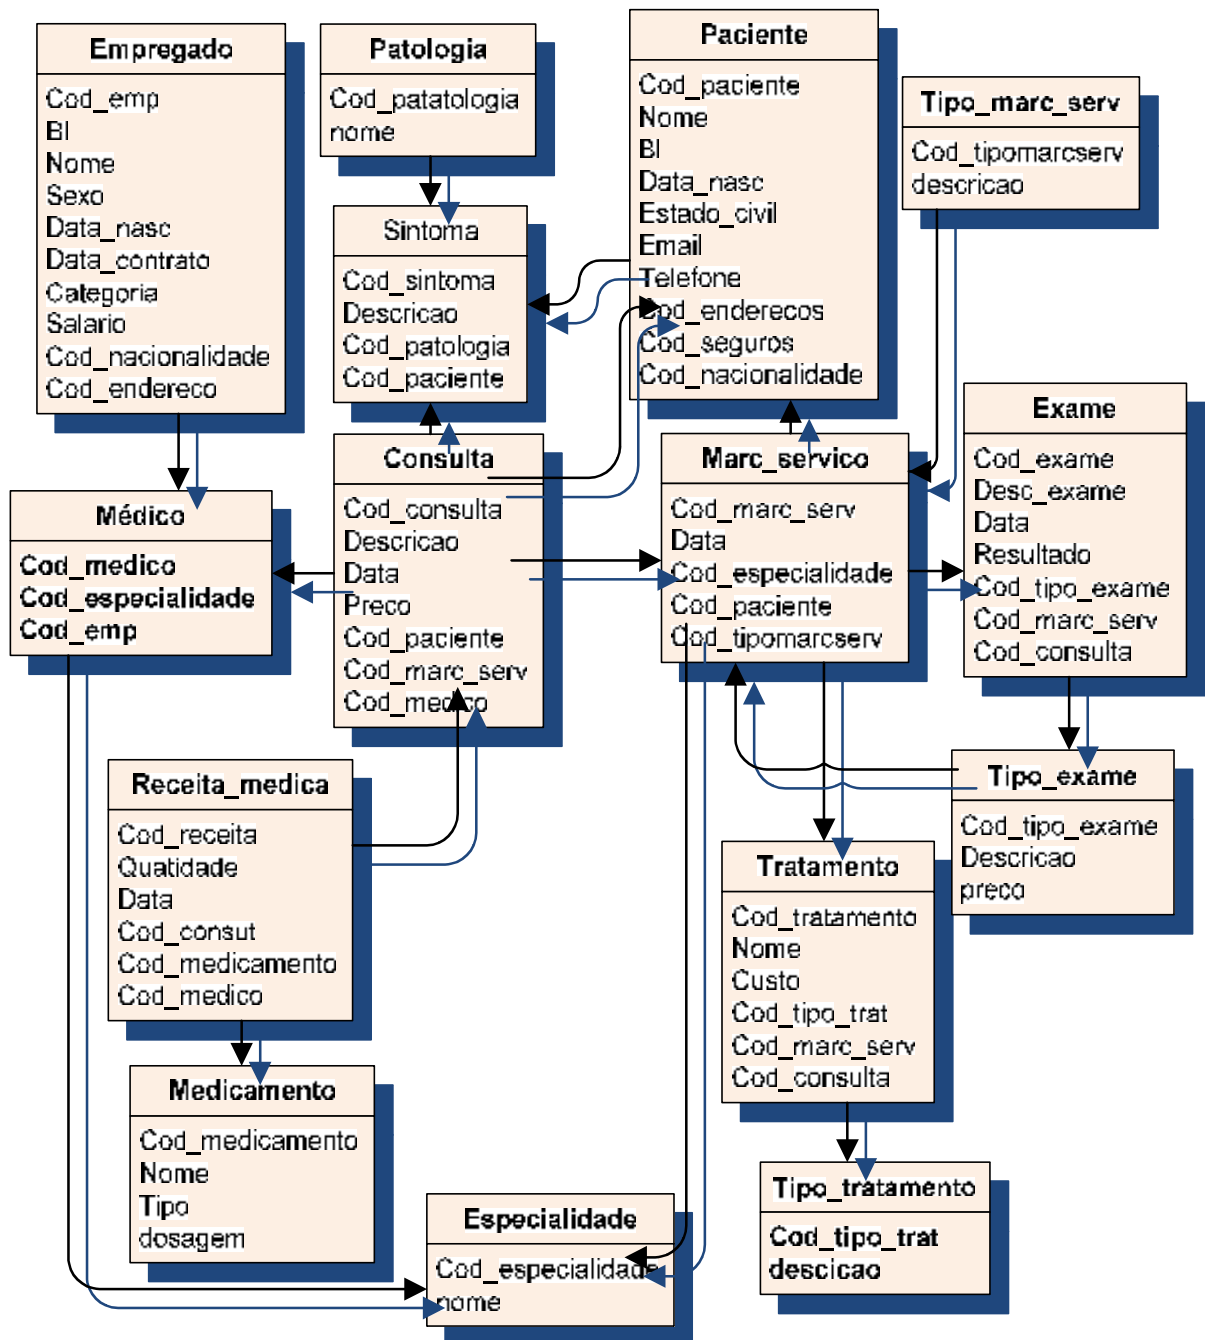 Empregado
Cod_emp
BI
Nome
Sexo
Data_nasc
Data_contrato
Categoria
Salario
Cod_nacionalidade
Cod_endereco
Patologia
Cod_patatologia
nome
Sintoma
Cod_sintoma
Descricao
Cod_patologia
Cod_paciente
Paciente
Cod_paciente
Nome
BI
Data_nasc
Estado_civil
Email
Telefone
Cod_enderecos
Cod_seguros
Cod_nacionalidade
Tipo_marc_serv
Cod_tipomarcserv
descricao
Médico
Cod_medico
Cod_especialidade
Cod_emp
Consulta
Cod_consulta
Descricao
Data
Preco
Cod_paciente
Cod_marc_serv
Cod_medico
Marc_servico
Cod_marc_serv
Data
Cod_especialidade
Cod_paciente
Cod_tipomarcserv
Exame
Cod_exame
Desc_exame
Data
Resultado
Cod_tipo_exame
Cod_marc_serv
Cod_consulta
Receita_medica
Cod_receita
Quatidade
Data
Cod_consut
Cod_medicamento
Cod_medico
Tipo_exame
Cod_tipo_exame
Descricao
preco
Tratamento
Cod_tratamento
Nome
Custo
Cod_tipo_trat
Cod_marc_serv
Cod_consulta
Medicamento
Cod_medicamento
Nome
Tipo
dosagem
Especialidade
Cod_especialidade
nome
Tipo_tratamento
Cod_tipo_trat
descicao